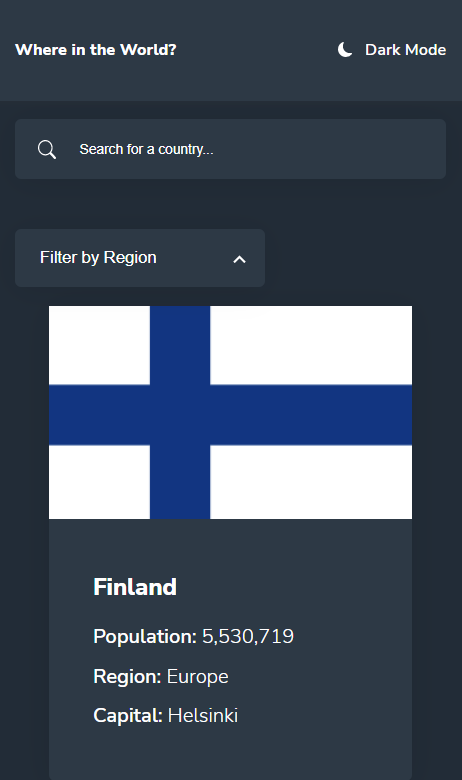 Where in the World?
Dark Mode
Search for a country...
Filter by Region
Finland
Population: 5,530,719
Region: Europe
Capital: Helsinki